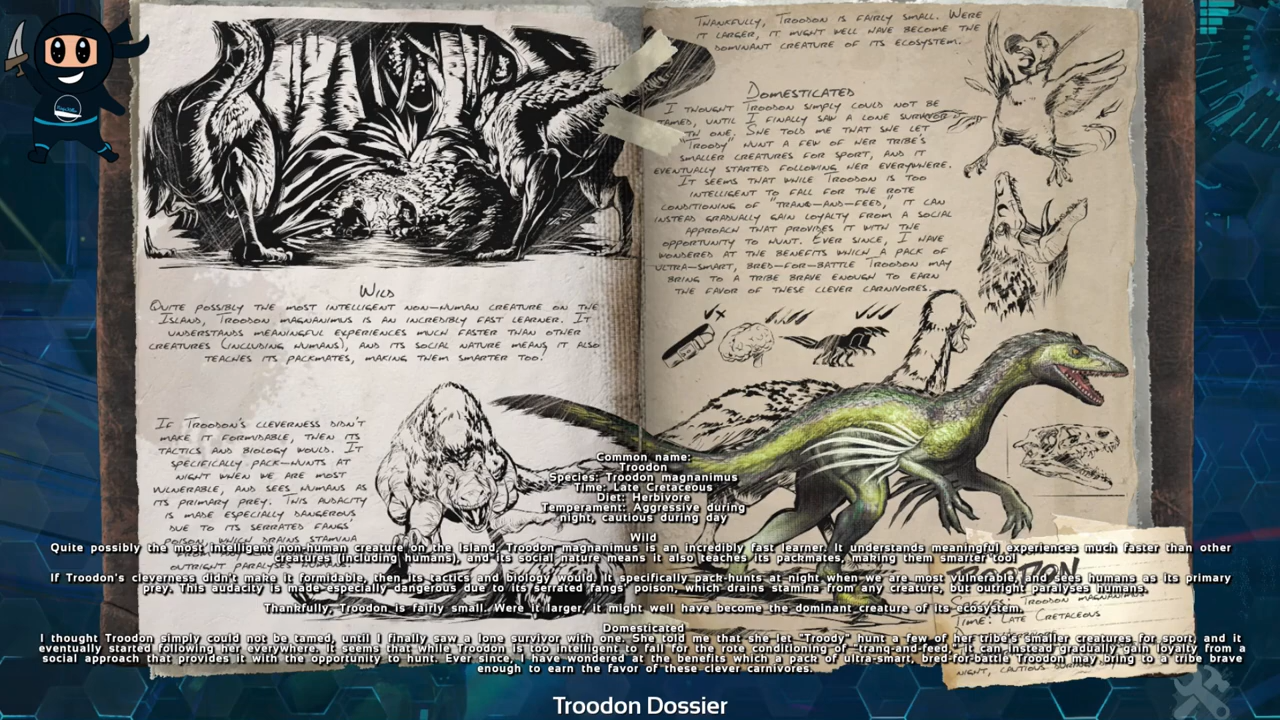 Thankfully, Troodon is fairly small. Were
it larger, it might well have become the
dominant creature of its ecosystem.
Domesticated
I thought Troodon simply could not be
tamed, until I finally saw a lone survivor
with one. She told me that she let
"Troody" hunt a few of her tribe's
smaller creatures for sport, and it
eventually started following her everywhere.
It seems that while Troodon is too
intelligent to fall for the rote
conditioning of "tranq-and-feed," it can
instead gradually gain loyalty from a social
approach that provides it with the
opportunity to hunt. Ever since, I have
wondered at the benefits which a pack of
ultra-smart, bred-for-battle Troodon may
bring to a tribe brave enough to earn
the favor of these clever carnivores.
Wild
Quite possibly the most intelligent non-human creature on the
Island, Troodon magnanimus is an incredibly fast learner. It
understands meaningful experiences much faster than other
creatures (including humans), and its social nature means it also
teaches its packmates, making them smarter too!
If Troodon's cleverness didn't
make it formidable, then its
tactics and biology would. It
specifically pack-hunts at
night when we are most
vulnerable, and sees humans as
its primary prey. This audacity
is made especially dangerous
due to its serrated fangs'
poison, which drains stamina
outright paralyses humans.
Common name:
Troodon
Species: Troodon magnanimus
Time: Late Cretaceous
Diet: Herbivore
Temperament: Aggressive during
night, cautious during day
Wild
Quite possibly the most intelligent non-human creature on the Island, Troodon magnanimus is an incredibly fast learner. It understands meaningful experiences much faster than other
creatures (including humans), and its social nature means it also teaches its packmates, making them smarter too!
If Troodon's cleverness didn't make it formidable, then its tactics and biology would. It specifically pack-hunts at night when we are most vulnerable, and sees humans as its primary
prey. This audacity is made especially dangerous due to its serrated fangs' poison, which drains stamina from any creature, but outright paralyses humans.
Thankfully, Troodon is fairly small. Were it larger, it might well have become the dominant creature of its ecosystem.
Domesticated
I thought Troodon simply could not be tamed, until I finally saw a lone survivor with one. She told me that she let "Troody" hunt a few of her tribe's smaller creatures for sport, and it
eventually started following her everywhere. It seems that while Troodon is too intelligent to fall for the rote conditioning of "tranq-and-feed," it can instead gradually gain loyalty from a
social approach that provides it with the opportunity to hunt. Ever since, I have wondered at the benefits which a pack of ultra-smart, bred-for-battle Troodon may bring to a tribe brave
enough to earn the favor of these clever carnivores.
Troodon
Troodon magnanimus
Time: Late Cretaceous
night, cautious
Troodon Dossier